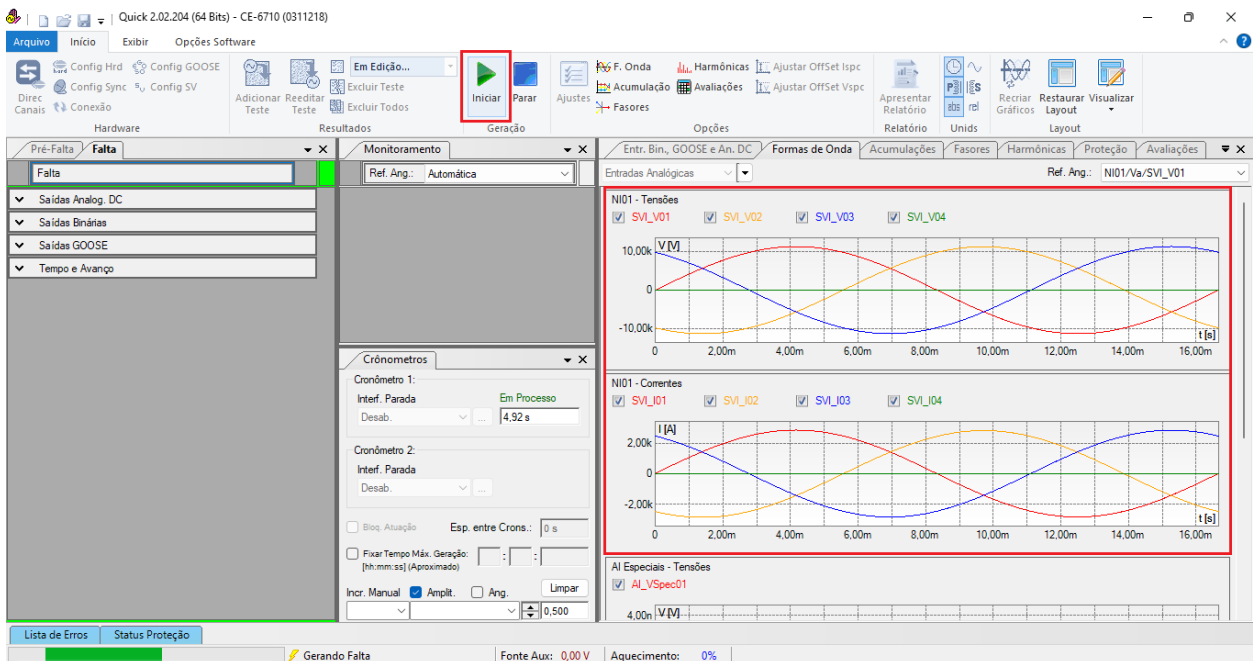 Quick 2.02.204 (64 Bits) - CE-6710 (0311218)
Arquivo Início Exibir Opções Software
Direc Canais
Config Hrd Config GOOSE
Config Sync Config SV
Conexão
Hardware
Adicionar Teste
Reeditar Teste
Em Edição...
Excluir Teste
Excluir Todos
Resultados
Iniciar Parar
Geração
Ajustes
F. Onda Harmônicas Ajustar OffSet Ispc
Acumulação Avaliações Ajustar OffSet Vspc
Fasores
Opções
Apresentar Relatório
Relatório
abs rel
Unids
Recriar Gráficos
Restaurar Layout
Visualizar
Layout
Pré-Falta Falta
Falta
Saídas Analog. DC
Saídas Binárias
Saídas GOOSE
Tempo e Avanço
Monitoramento
Ref. Ang.: Automática
Crônometros
Cronômetro 1:
Interf. Parada Em Processo
Desab. ... 4,92 s
Cronômetro 2:
Interf. Parada
Desab. ...
Bloq. Atuação Esp. entre Crons.: 0 s
Fixar Tempo Máx. Geração: : :
[hh:mm:ss] (Aproximado)
Limpar
Incr. Manual Amplit. Ang.
0,500
Entr. Bin., GOOSE e An. DC Formas de Onda Acumulações Fasores Harmônicas Proteção Avaliações
Entradas Analógicas Ref. Ang.: NI01/Va/SVI_V01
NI01 - Tensões
SVI_V01 SVI_V02 SVI_V03 SVI_V04
V [V]
10,00k
0
-10,00k
t [s]
0 2,00m 4,00m 6,00m 8,00m 10,00m 12,00m 14,00m 16,00m
NI01 - Correntes
SVI_I01 SVI_I02 SVI_I03 SVI_I04
I [A]
2,00k
0
-2,00k
t [s]
0 2,00m 4,00m 6,00m 8,00m 10,00m 12,00m 14,00m 16,00m
AI Especiais - Tensões
AI_VSpec01
4,00n V [V]
Lista de Erros Status Proteção
Gerando Falta Fonte Aux: 0,00 V Aquecimento: 0%